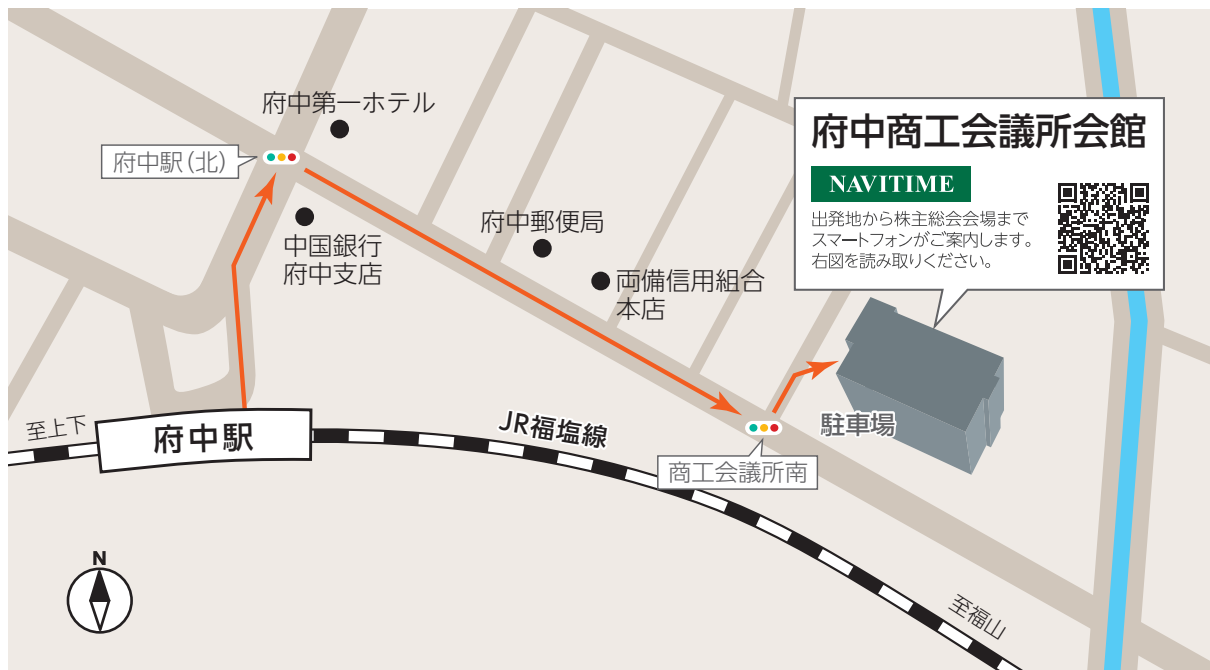 府中第一ホテル
府中駅(北)
中国銀行
府中支店
府中郵便局
両備信用組合
本店
府中商工会議所会館
NAVITIME
出発地から株主総会会場まで
スマートフォンがご案内します。
右図を読み取りください。
至上下
府中駅
JR福塩線
駐車場
商工会議所南
至福山
N